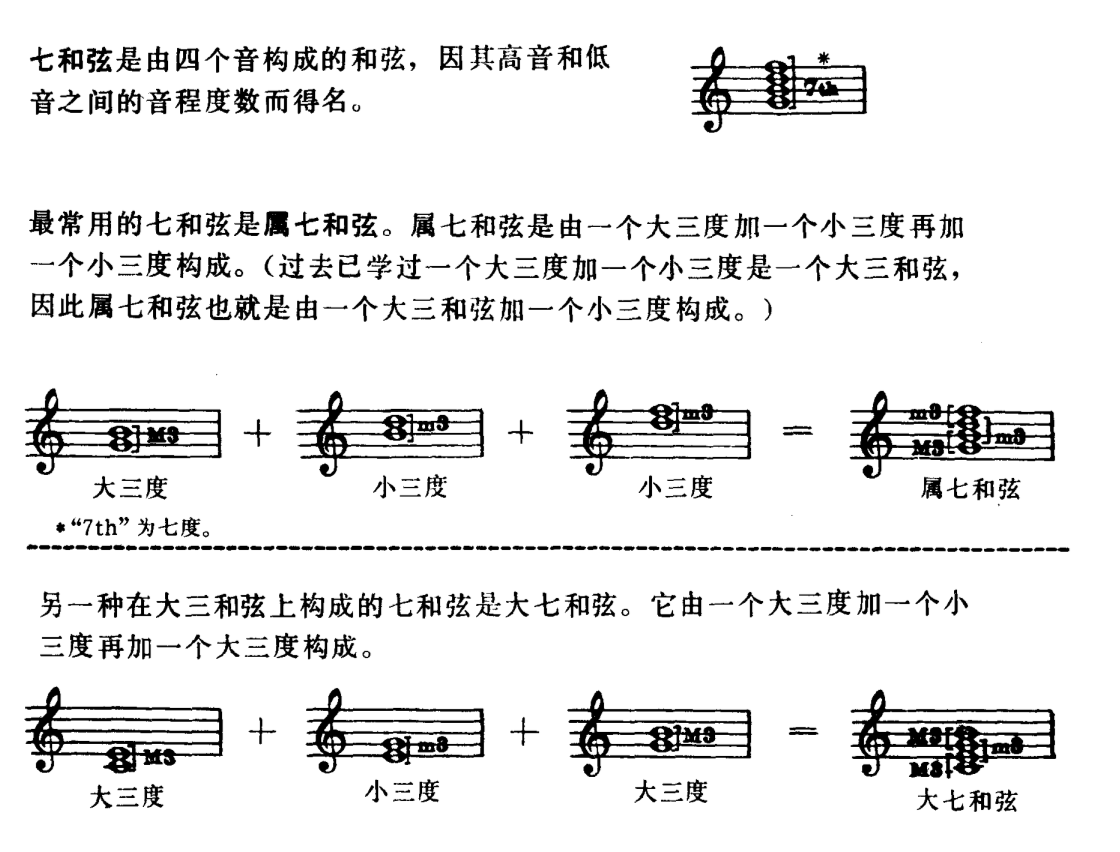 七和弦是由四个音构成的和弦，因其高音和低
音之间的音程度数而得名。
*
7th
最常用的七和弦是属七和弦。属七和弦是由一个大三度加一个小三度再加
一个小三度构成。（过去已学过一个大三度加一个小三度是一个大三和弦，
因此属七和弦也就是由一个大三和弦加一个小三度构成。）
M3 + m3 + m3 = m3 M3 m3
大三度 小三度 小三度 属七和弦
*“7th”为七度。
另一种在大三和弦上构成的七和弦是大七和弦。它由一个大三度加一个小
三度再加一个大三度构成。
M3 + m3 + M3 = M3 M3 m3
大三度 小三度 大三度 大七和弦